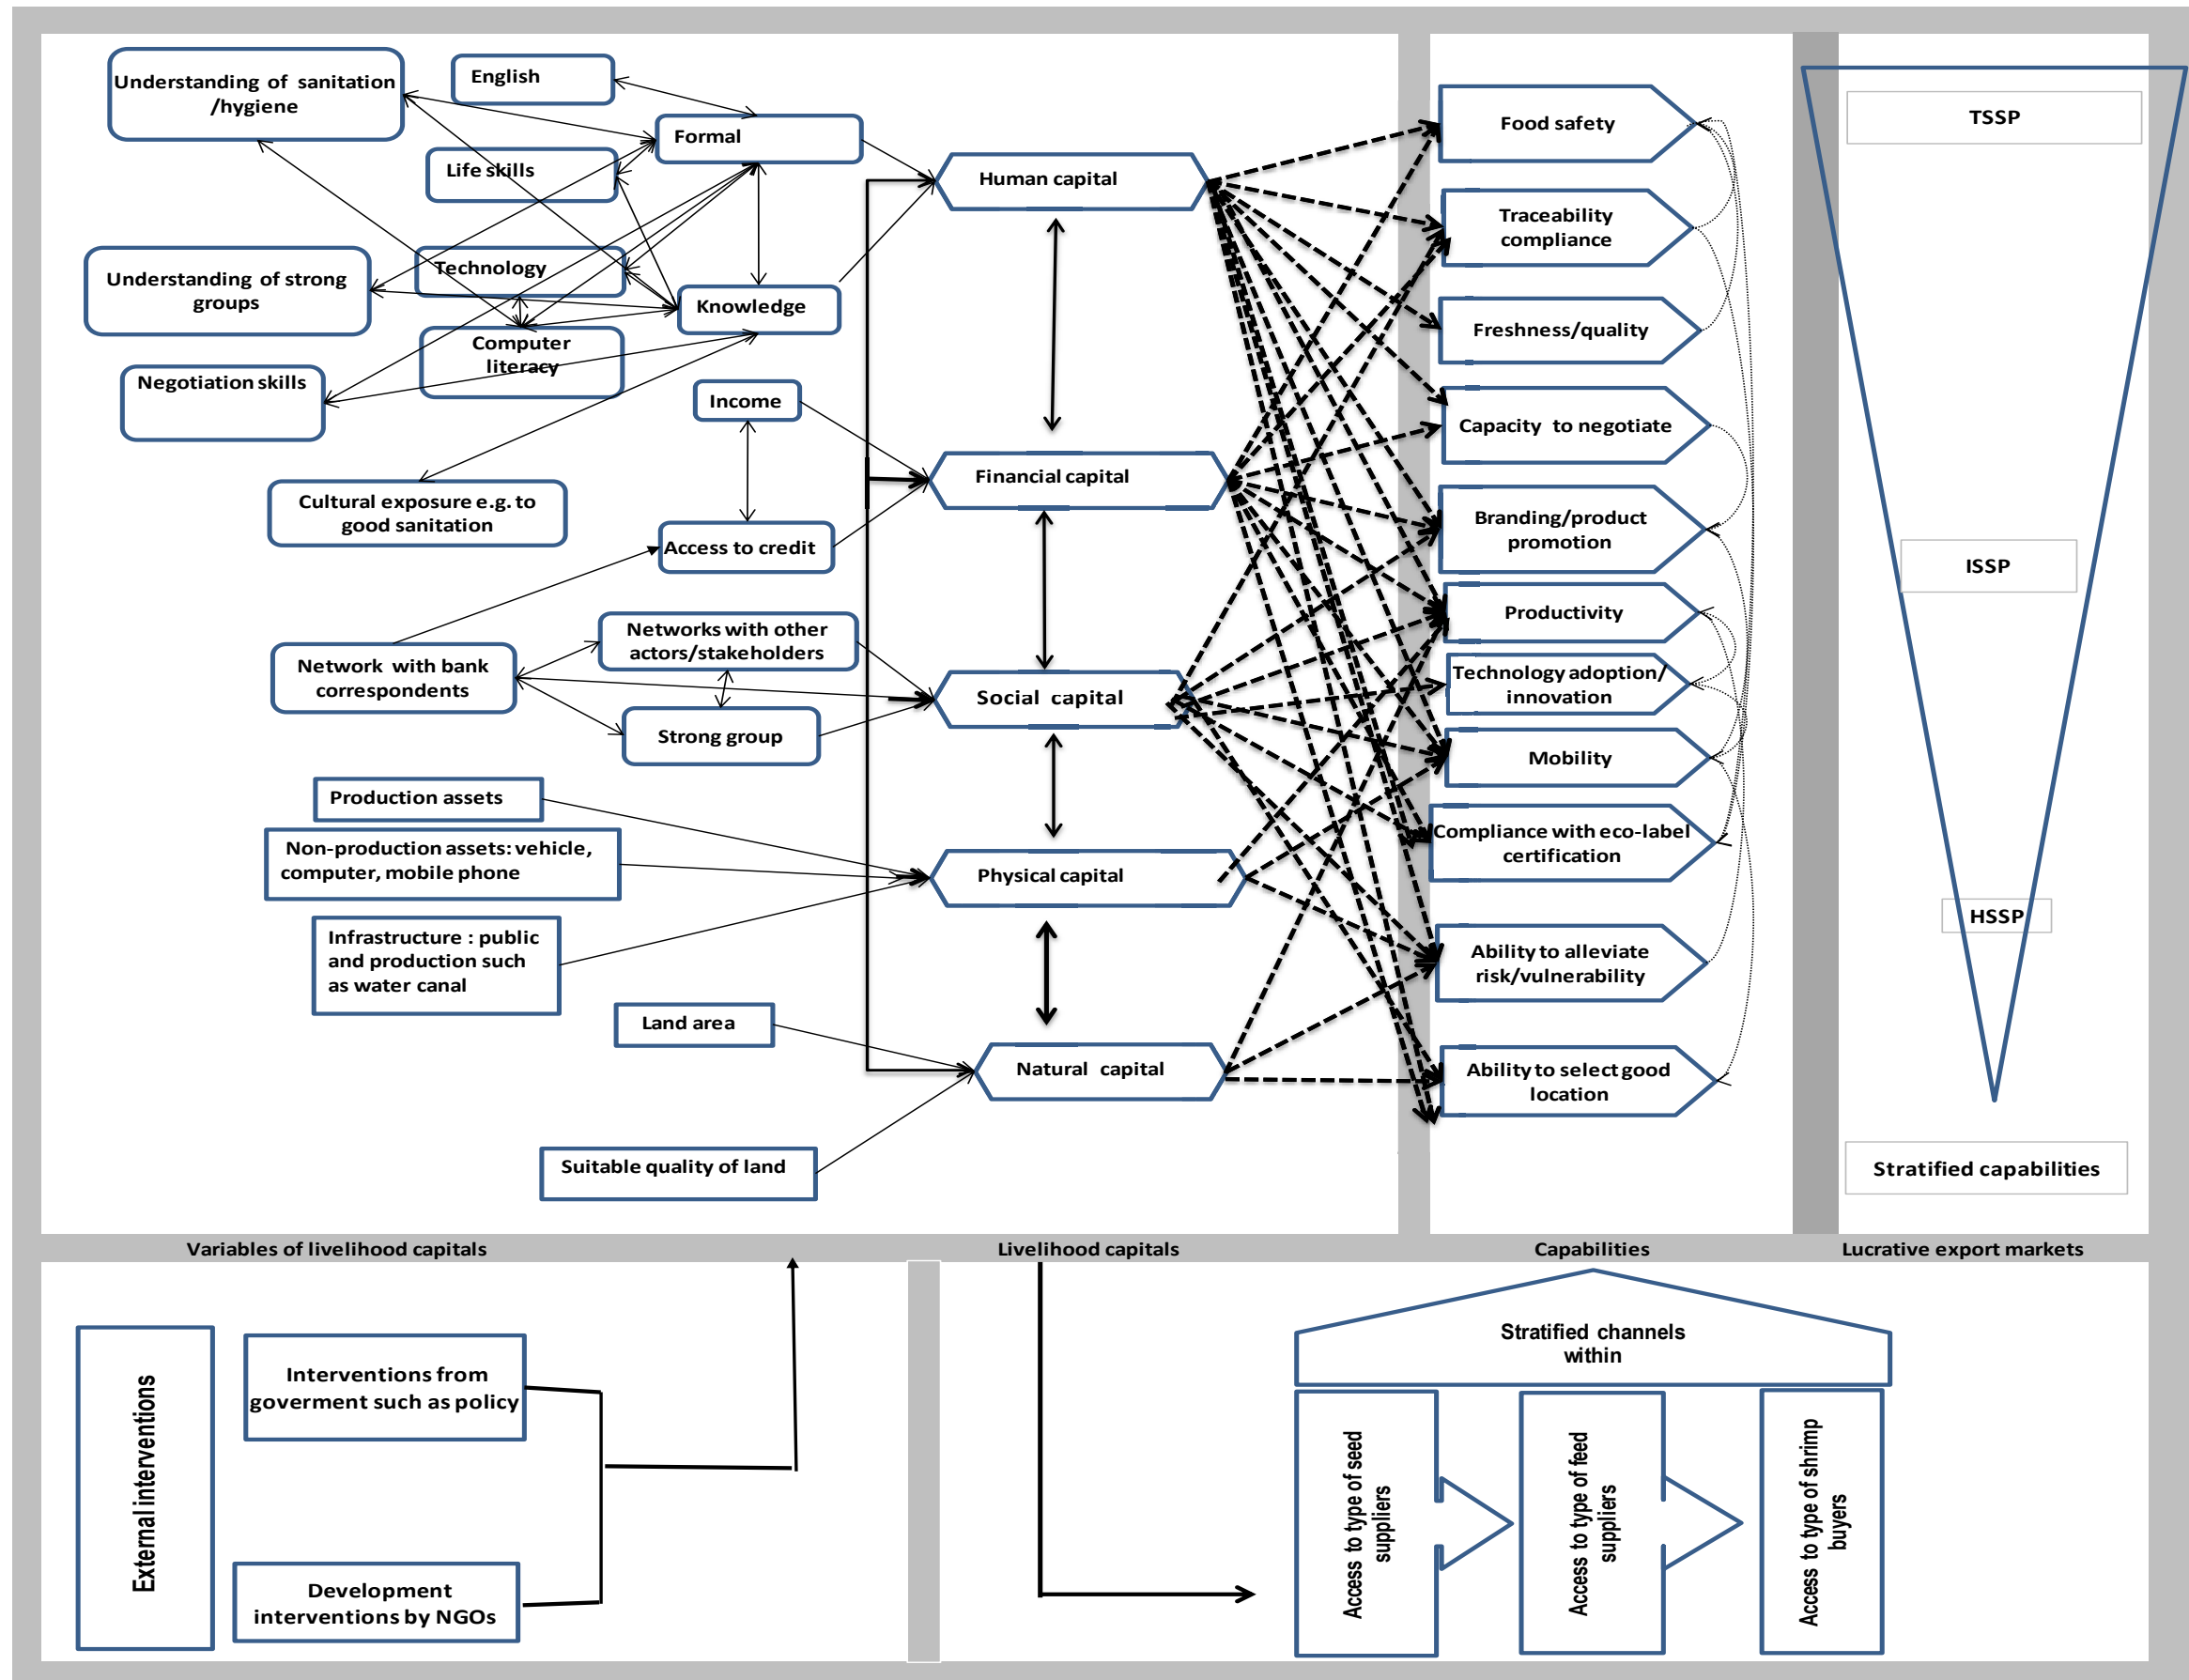 Understanding of sanitation
/hygiene
English
Formal
Life skills
Understanding of strong
groups
Technology
Knowledge
Computer
literacy
Negotiation skills
Income
Cultural exposure e.g. to
good sanitation
Access to credit
Networks with other
actors/stakeholders
Network with bank
correspondents
Strong group
Production assets
Non-production assets: vehicle,
computer, mobile phone
Infrastructure : public
and production such
as water canal
Land area
Suitable quality of land
Human capital
Financial capital
Social capital
Physical capital
Natural capital
Food safety
Traceability
compliance
Freshness/quality
Capacity to negotiate
Branding/product
promotion
Productivity
Technology adoption/
innovation
Mobility
Compliance with eco-label
certification
Ability to alleviate
risk/vulnerability
Ability to select good
location
TSSP
ISSP
HSSP
Stratified capabilities
Variables of livelihood capitals
Livelihood capitals
Capabilities
Lucrative export markets
External interventions
Interventions from
goverment such as policy
Development
interventions by NGOs
Stratified channels
within
Access to type of seed
suppliers
Access to type of feed
suppliers
Access to type of shrimp
buyers